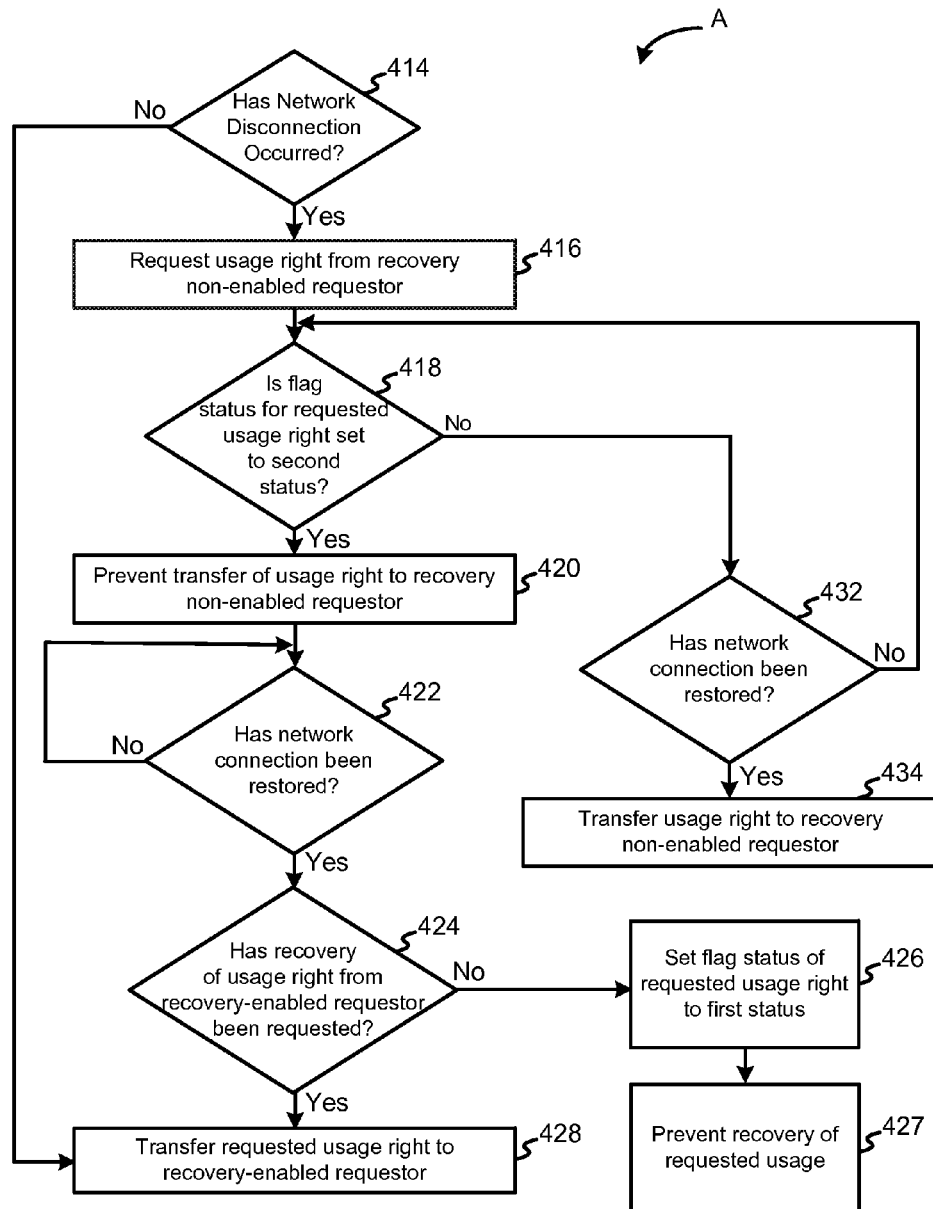 A
414
Has Network
Disconnection
Occurred?
No
Yes
Request usage right from recovery
non-enabled requestor
416
418
Is flag
status for requested
usage right set
to second
status?
No
Yes
Prevent transfer of usage right to recovery
non-enabled requestor
420
432
Has network
connection been
restored?
No
Yes
434
Transfer usage right to recovery
non-enabled requestor
422
Has network
connection been
restored?
No
Yes
424
Has recovery
of usage right from
recovery-enabled requestor
been requested?
No
Yes
Set flag status of
requested usage right
to first status
426
Prevent recovery of
requested usage
427
Transfer requested usage right to
recovery-enabled requestor
428